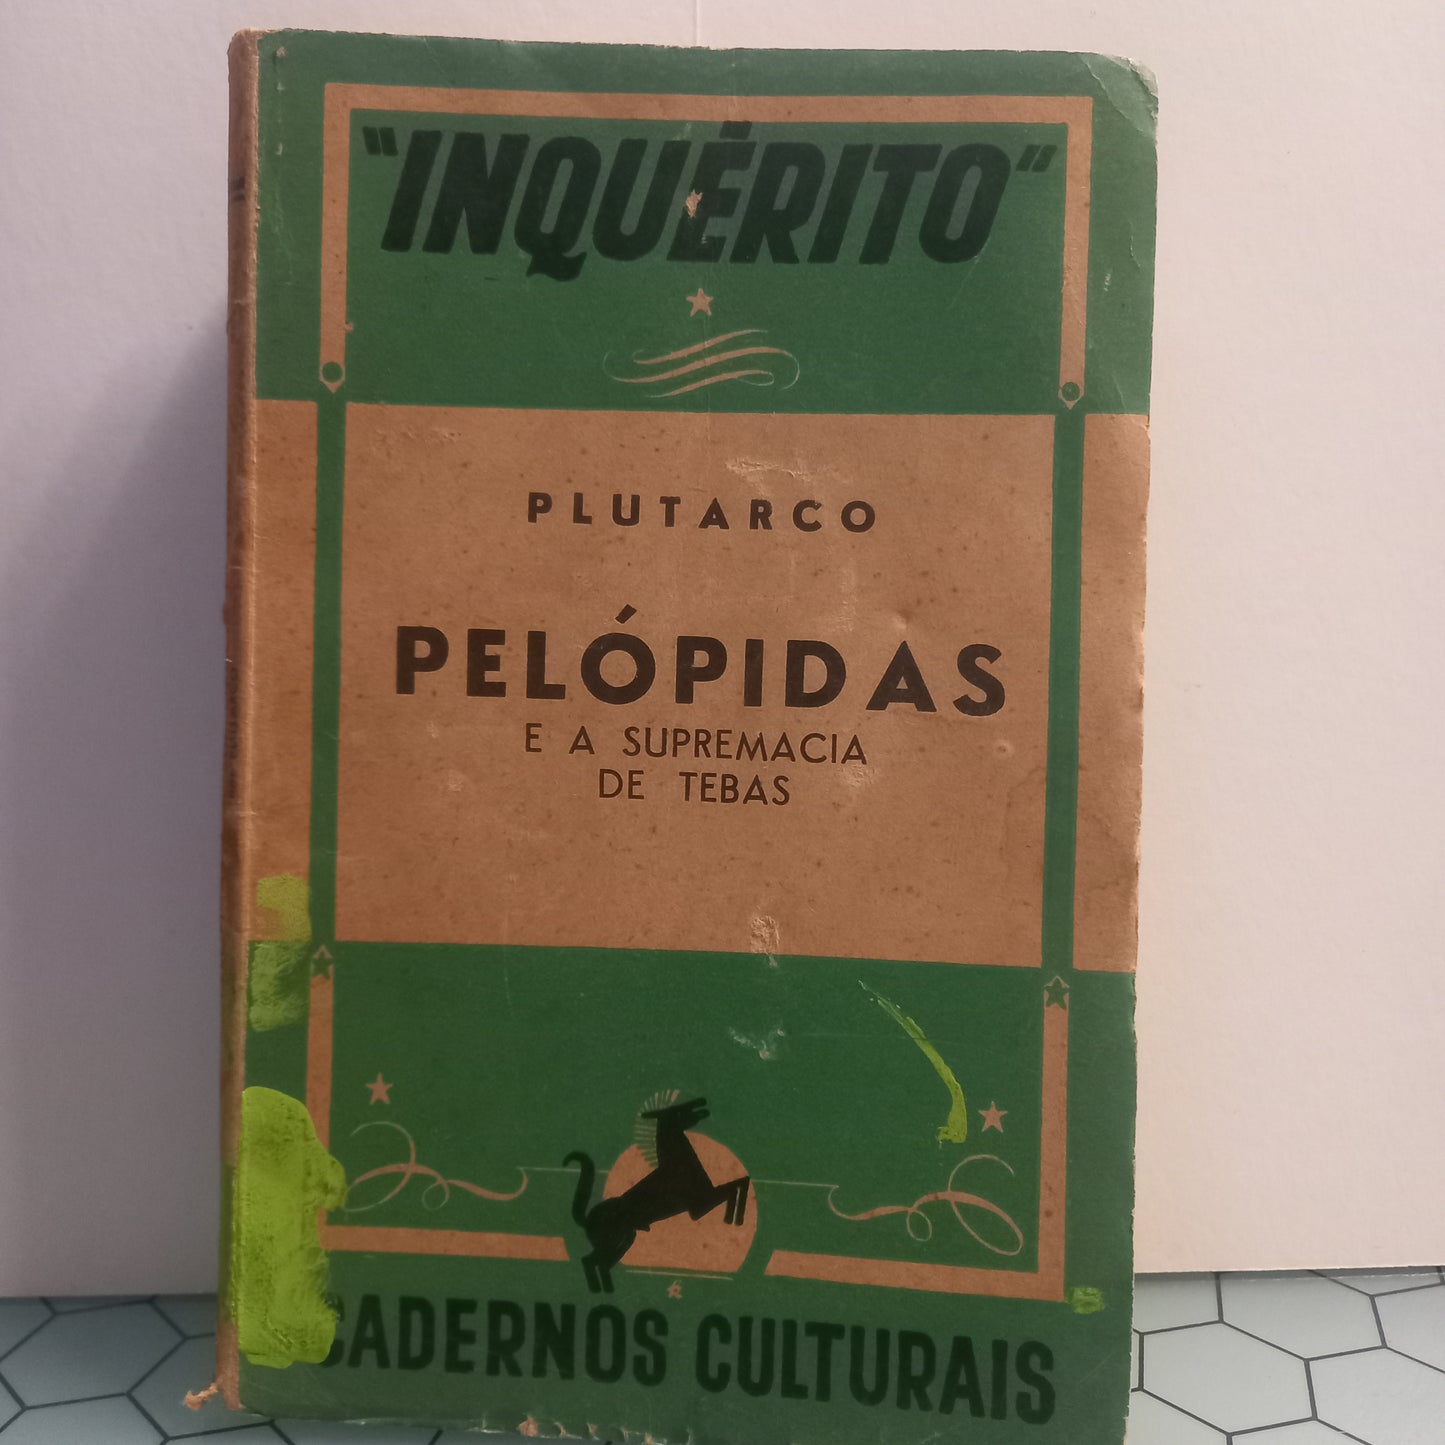 "INQUÉRITO"
PLUTARCO
PELÓPIDAS
E A SUPREMACIA
DE TEBAS
CADERNOS CULTURAIS